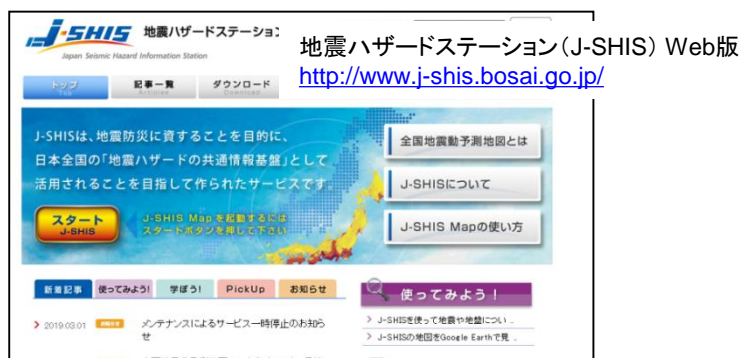 J-SHIS 地震ハザードステーション
Japan Seismic Hazard Information Station
地震ハザードステーション(J-SHIS) Web版
http://www.j-shis.bosai.go.jp/
トップ 記事一覧 ダウンロード
Top Articles Download
J-SHISは、地震防災に資することを目的に、
日本全国の「地震ハザードの共通情報基盤」として
活用されることを目指して作られたサービスです。
全国地震動予測地図とは
J-SHISについて
J-SHIS Mapの使い方
スタート
J-SHIS
J-SHIS Mapを起動するには
スタートボタンを押して下さい
新着記事 使ってみよう! 学ぼう! PickUp お知らせ
使ってみよう!
2019.03.01 お知らせ メンテナンスによるサービス一時停止のお知ら
せ
J-SHISを使って地震や地盤につい..
J-SHISの地図をGoogle Earthで見..